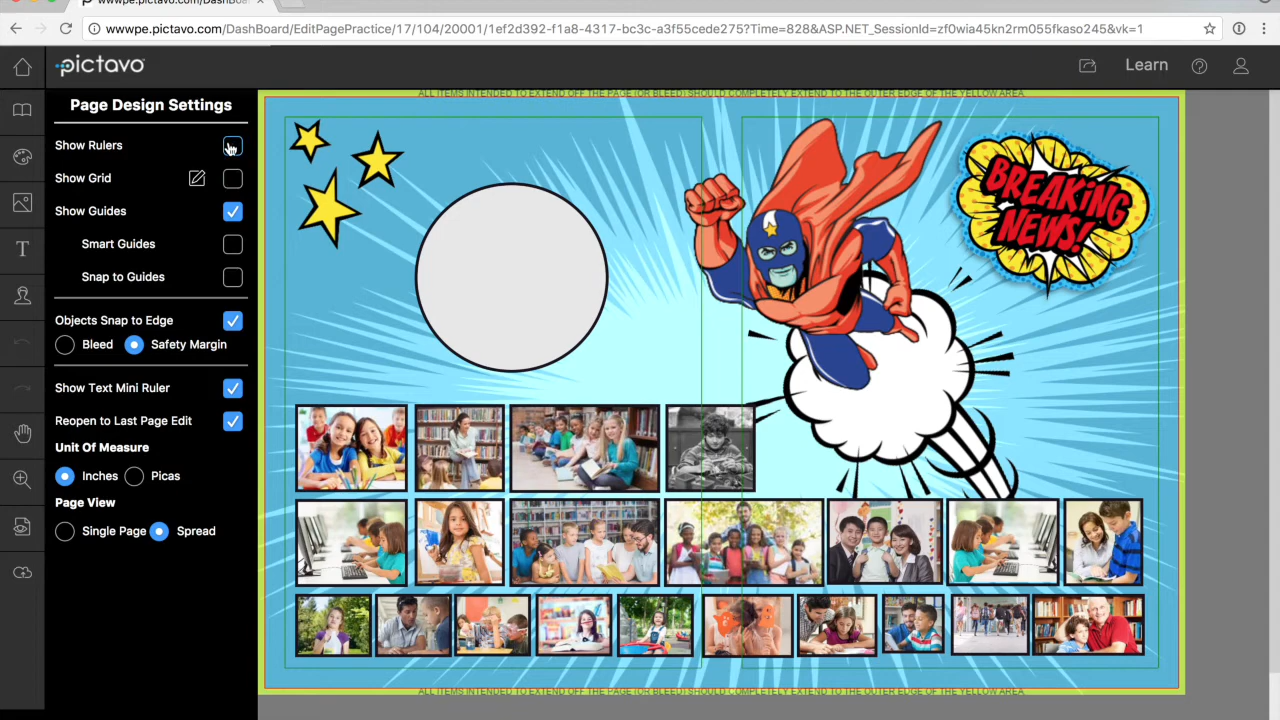 wwwpe.pictavo.com/DashBoa
wwwpe.pictavo.com/DashBoard/EditPagePractice/17/104/20001/1ef2d392-f1a8-4317-bc3c-a3f55cede275?Time=828&ASP.NET_SessionId=zf0wia45kn2rm055fkaso245&vk=1
pictavo
Learn
Page Design Settings
Show Rulers
Show Grid
Show Guides
Smart Guides
Snap to Guides
Objects Snap to Edge
Bleed Safety Margin
Show Text Mini Ruler
Reopen to Last Page Edit
Unit Of Measure
Inches Picas
Page View
Single Page Spread
ALL ITEMS INTENDED TO EXTEND OFF THE PAGE (OR BLEED) SHOULD COMPLETELY EXTEND TO THE OUTER EDGE OF THE YELLOW AREA.
BREAKING
NEWS!
ALL ITEMS INTENDED TO EXTEND OFF THE PAGE (OR BLEED) SHOULD COMPLETELY EXTEND TO THE OUTER EDGE OF THE YELLOW AREA.